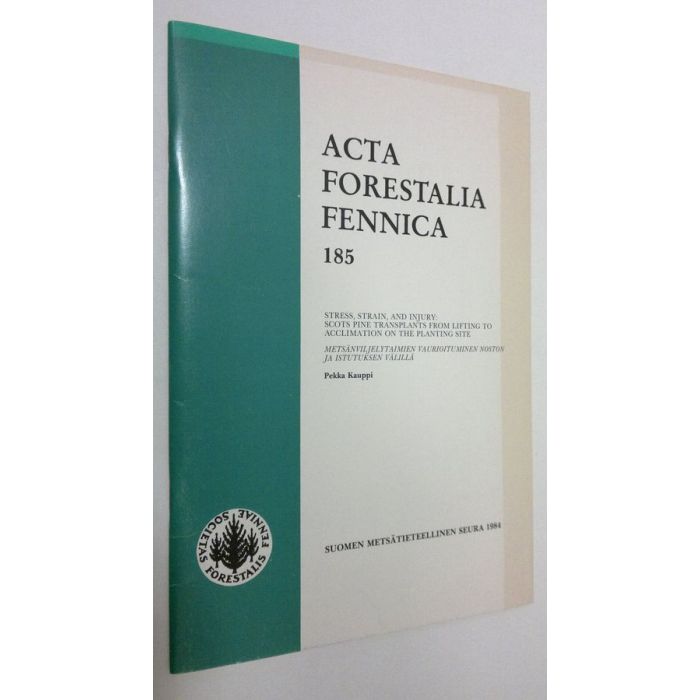 ACTA
FORESTALIA
FENNICA
185
STRESS, STRAIN, AND INJURY:
SCOTS PINE TRANSPLANTS FROM LIFTING TO
ACCLIMATION ON THE PLANTING SITE
METSÄNVILJELYTAIMIEN VAURIOITUMINEN NOSTON
JA ISTUTUKSEN VÄLILLÄ
Pekka Kauppi
SOCIETAS FORESTALIS FENNIAE
SUOMEN METSÄTIETEELLINEN SEURA 1984